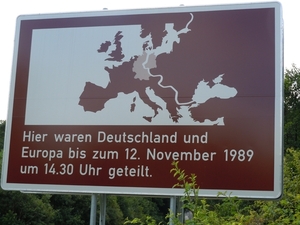 Hier waren Deutschland und
Europa bis zum 12. November 1989
um 14.30 Uhr geteilt.